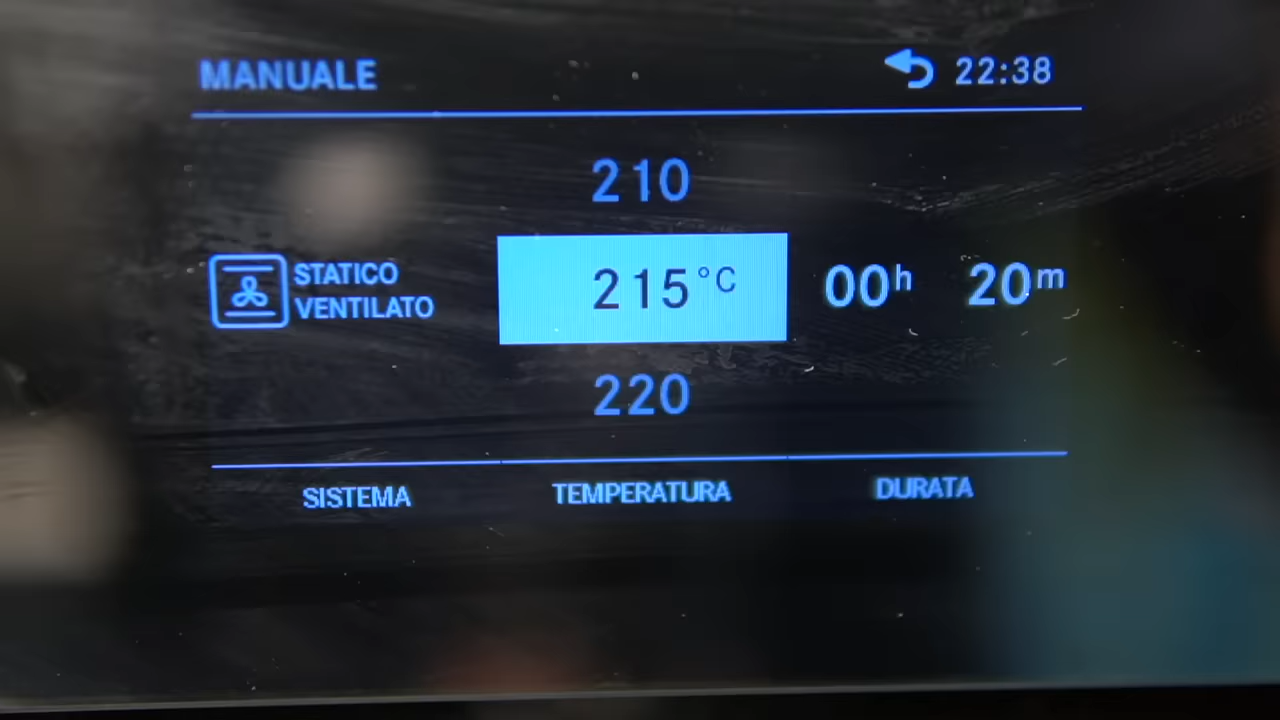 MANUALE 22:38
210
STATICO
VENTILATO
215°C
00h 20m
220
SISTEMA TEMPERATURA DURATA